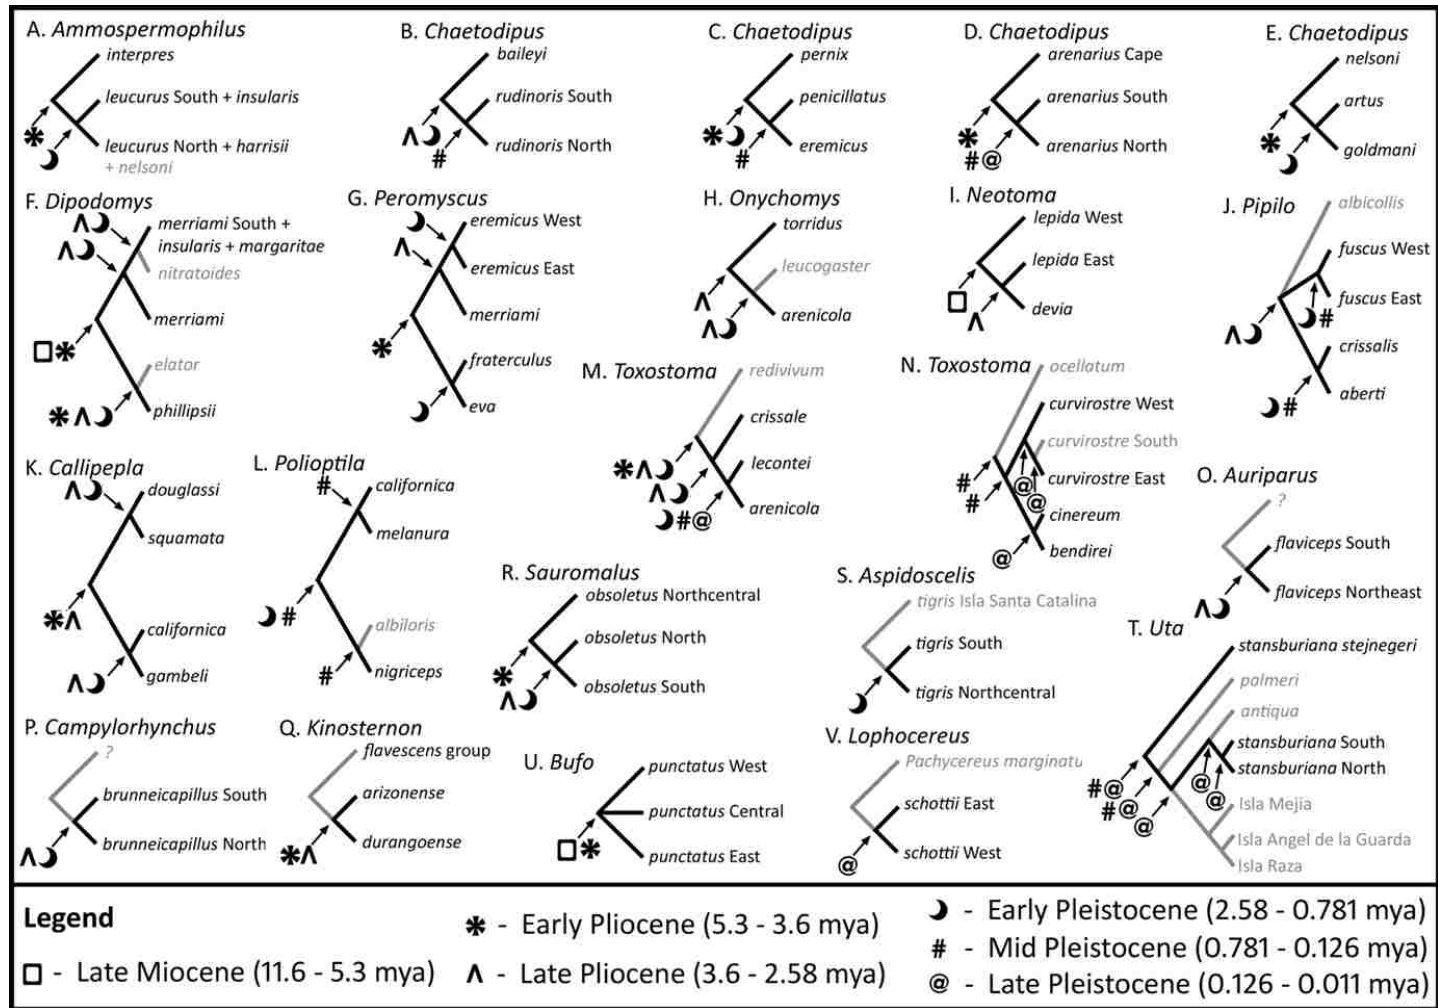 A. Ammospermophilus
interpres
leucurus South + insularis
leucurus North + harrisii
+ nelsoni
*
☽
B. Chaetodipus
baileyi
rudinoris South
rudinoris North
Λ☽
#
C. Chaetodipus
pernix
penicillatus
eremicus
*☽
#
D. Chaetodipus
arenarius Cape
arenarius South
arenarius North
*
#@
E. Chaetodipus
nelsoni
artus
goldmani
*
☽
F. Dipodomys
Λ☽
merriami South +
insularis + margaritae
Λ☽
nitratoides
merriami
□*
elator
phillipsii
*Λ☽
G. Peromyscus
☽
eremicus West
Λ
eremicus East
merriami
*
fraterculus
eva
☽
H. Onychomys
torridus
leucogaster
arenicola
Λ
Λ☽
I. Neotoma
lepida West
lepida East
devia
□
Λ
J. Pipilo
albicollis
fuscus West
fuscus East
☽#
Λ☽
crissalis
aberti
☽#
K. Callipepla
Λ☽
douglassi
squamata
*Λ
californica
gambeli
Λ☽
L. Polioptila
#
californica
melanura
☽#
albiloris
nigriceps
#
M. Toxostoma
redivivum
crissale
lecontei
arenicola
*Λ☽
Λ☽
☽#@
N. Toxostoma
ocellatum
curvirostre West
curvirostre South
curvirostre East
cinereum
bendirei
#
#
@
@
@
O. Auriparus
?
flaviceps South
flaviceps Northeast
Λ☽
P. Campylorhynchus
?
brunneicapillus South
brunneicapillus North
Λ☽
Q. Kinosternon
flavescens group
arizonense
durangoense
*Λ
R. Sauromalus
obsoletus Northcentral
obsoletus North
obsoletus South
*
Λ☽
S. Aspidoscelis
tigris Isla Santa Catalina
tigris South
tigris Northcentral
☽
T. Uta
stansburiana stejnegeri
palmeri
antiqua
stansburiana South
stansburiana North
Isla Mejia
Isla Angel de la Guarda
Isla Raza
#@
#@
@
@
@
U. Bufo
punctatus West
punctatus Central
punctatus East
□*
V. Lophocereus
Pachycereus marginatu
schottii East
schottii West
@
Legend
□ - Late Miocene (11.6 - 5.3 mya)
* - Early Pliocene (5.3 - 3.6 mya)
Λ - Late Pliocene (3.6 - 2.58 mya)
☽ - Early Pleistocene (2.58 - 0.781 mya)
# - Mid Pleistocene (0.781 - 0.126 mya)
@ - Late Pleistocene (0.126 - 0.011 mya)